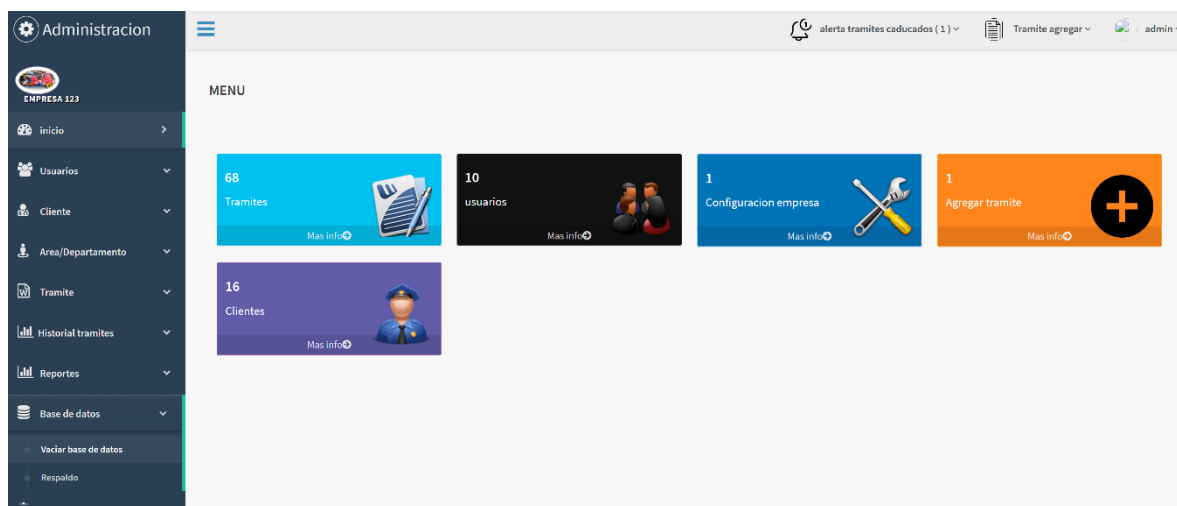 Administracion
alerta tramites caducados ( 1 )
Tramite agregar
admin
EMPRESA 123
MENU
inicio
Usuarios
Cliente
Area/Departamento
Tramite
Historial tramites
Reportes
Base de datos
Vaciar base de datos
Respaldo
68
Tramites
Mas info
10
usuarios
Mas info
1
Configuracion empresa
Mas info
1
Agregar tramite
Mas info
16
Clientes
Más info